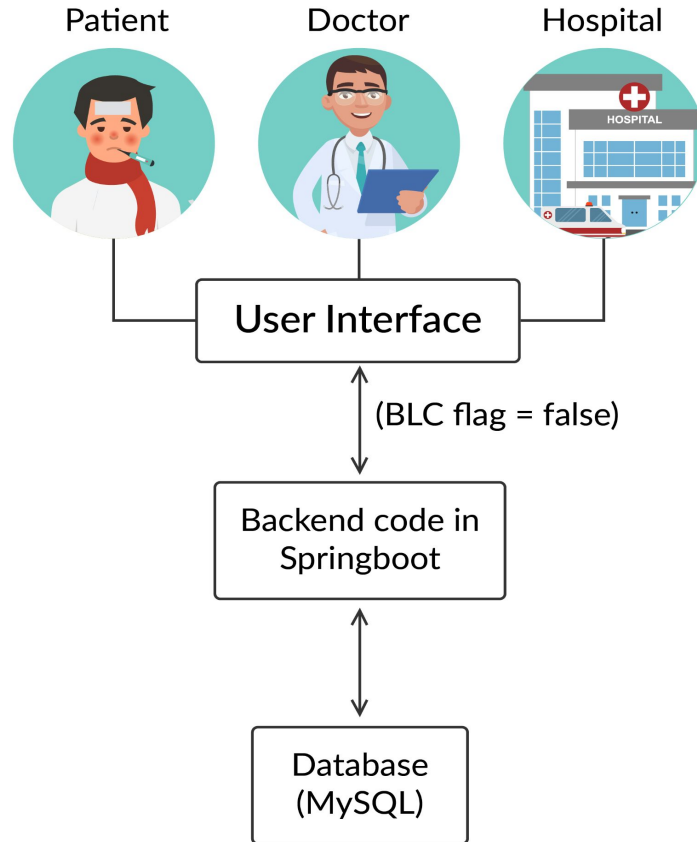 Patient
Doctor
Hospital
HOSPITAL
User Interface
(BLC flag = false)
Backend code in
Springboot
Database
(MySQL)